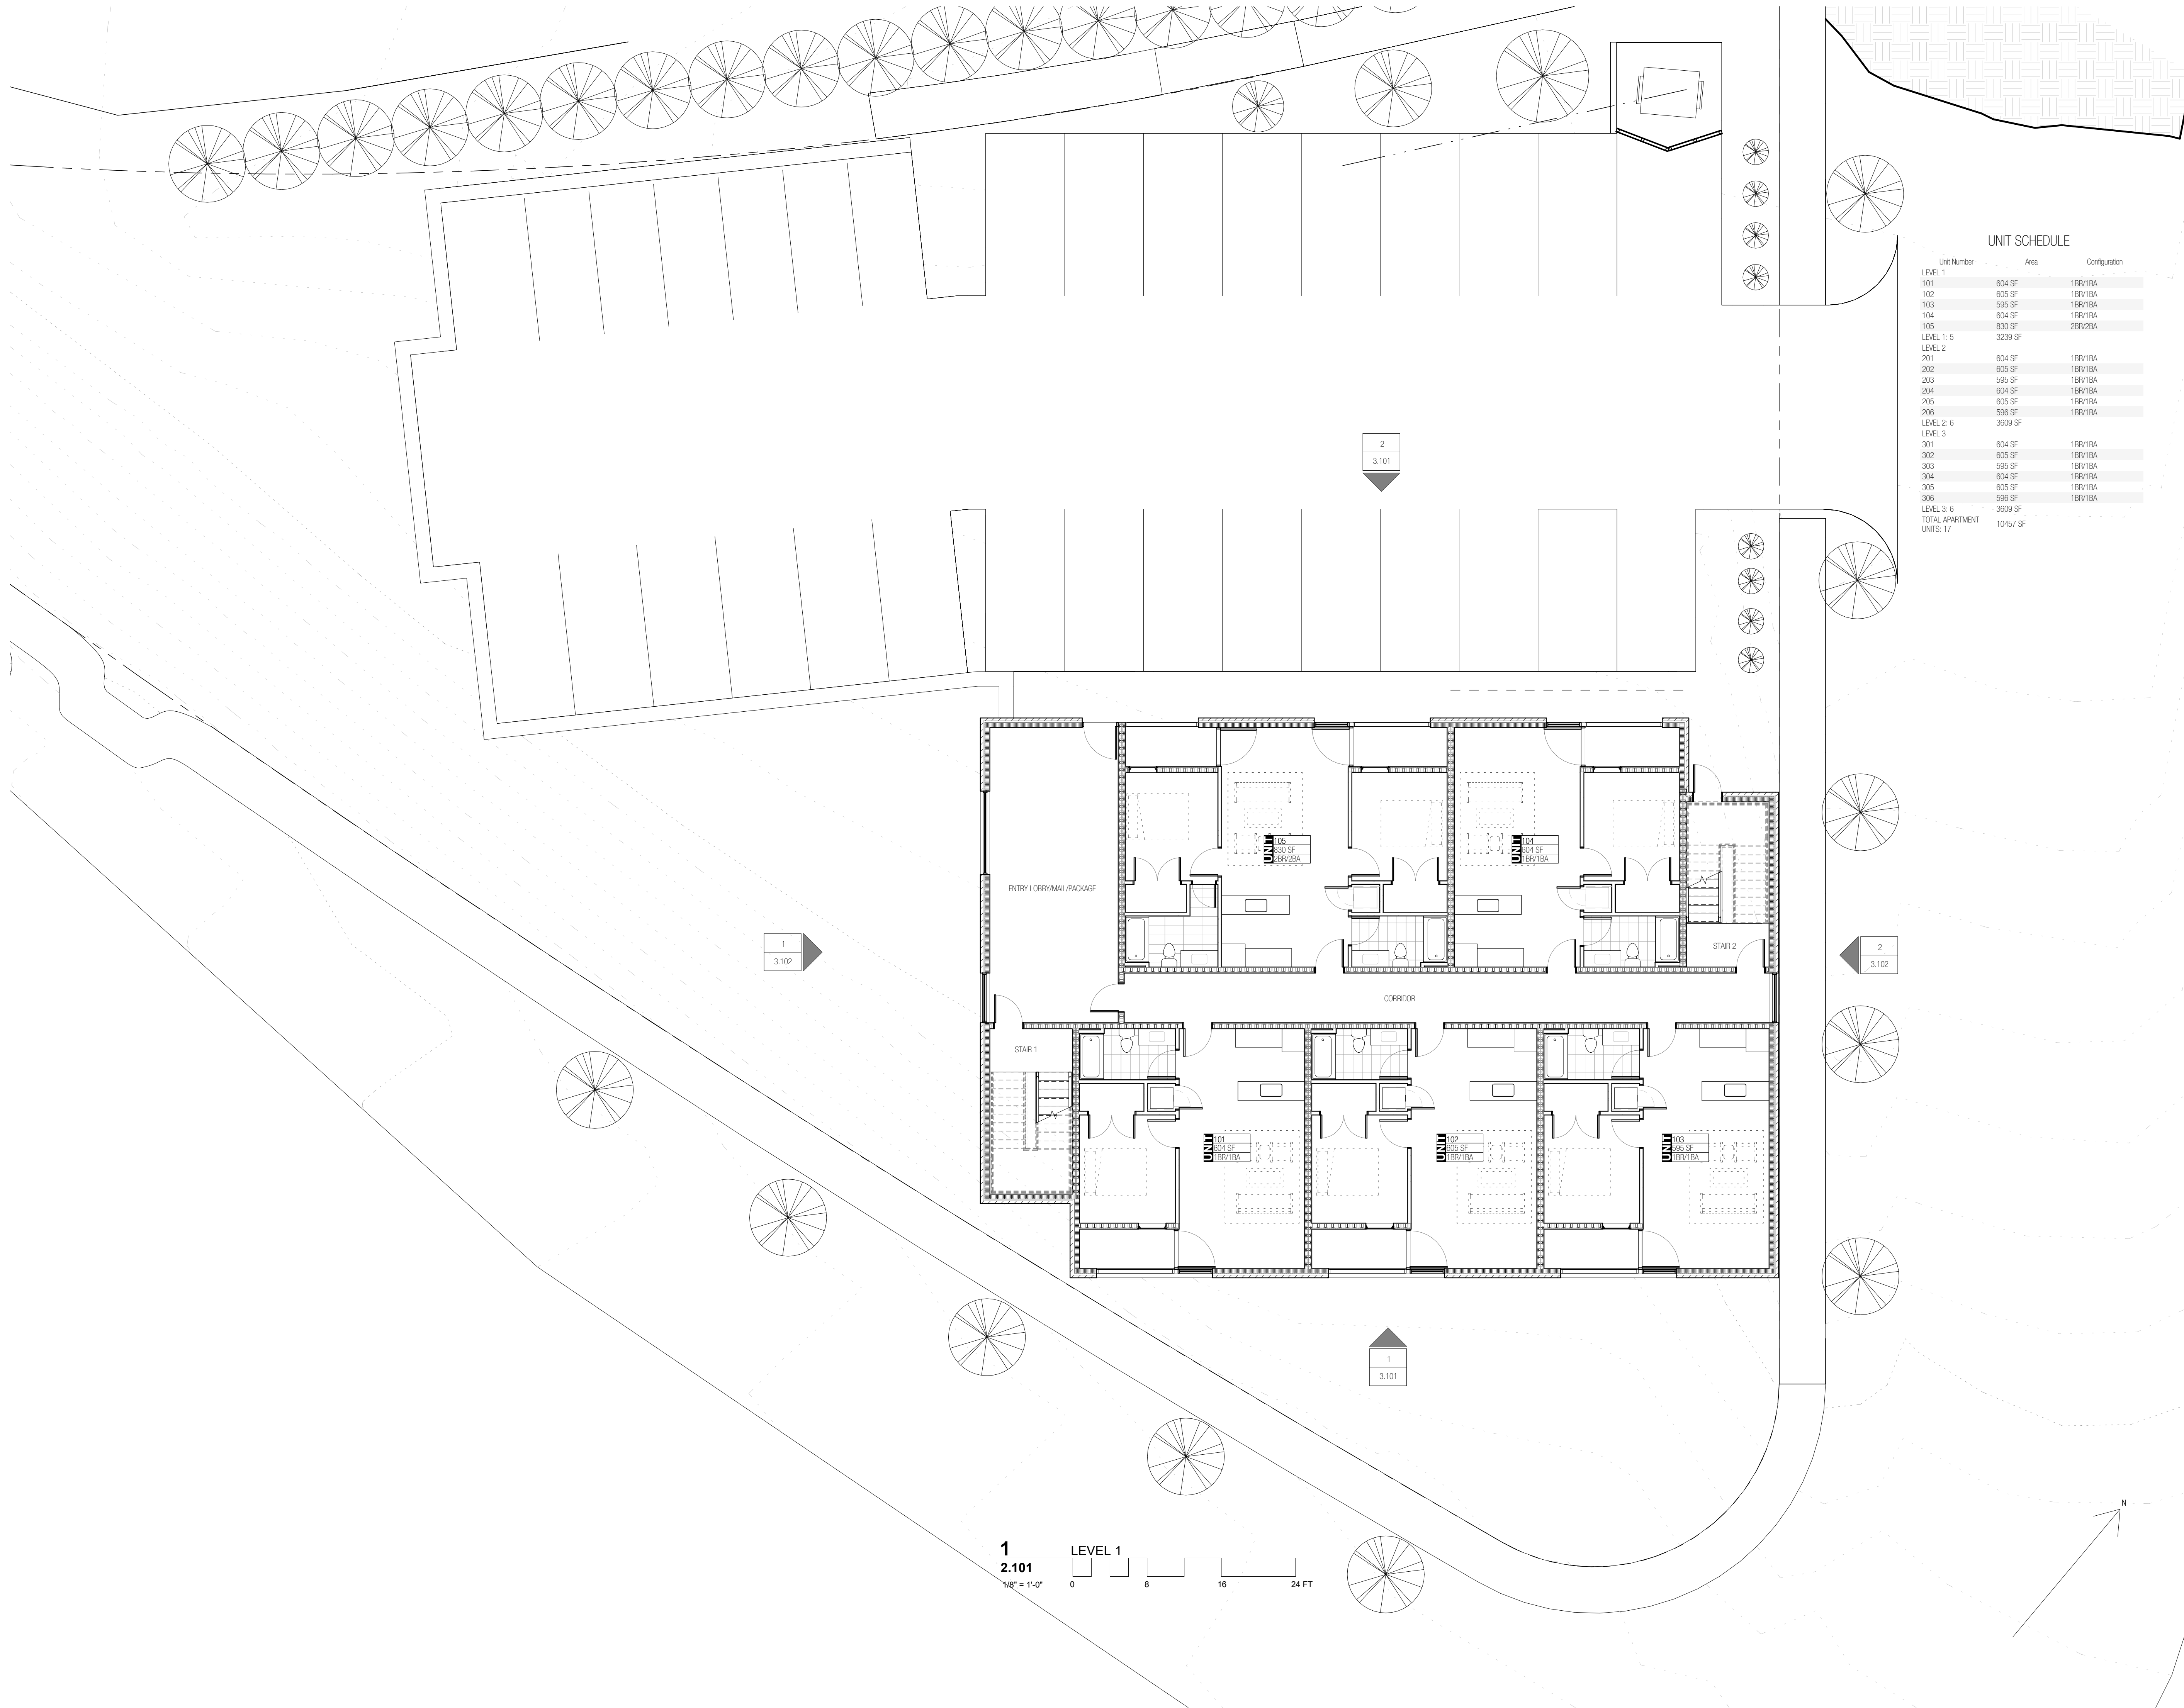 UNIT SCHEDULE
Unit Number Area Configuration
LEVEL 1
101 604 SF 1BR/1BA
102 605 SF 1BR/1BA
103 595 SF 1BR/1BA
104 604 SF 1BR/1BA
105 830 SF 2BR/2BA
LEVEL 1: 5 3239 SF
LEVEL 2
201 604 SF 1BR/1BA
202 605 SF 1BR/1BA
203 595 SF 1BR/1BA
204 604 SF 1BR/1BA
205 605 SF 1BR/1BA
206 596 SF 1BR/1BA
LEVEL 2: 6 3609 SF
LEVEL 3
301 604 SF 1BR/1BA
302 605 SF 1BR/1BA
303 595 SF 1BR/1BA
304 604 SF 1BR/1BA
305 605 SF 1BR/1BA
306 596 SF 1BR/1BA
LEVEL 3: 6 3609 SF
TOTAL APARTMENT
UNITS: 17 10457 SF
2
3.101
UNIT
105
830 SF
2BR/2BA
UNIT
104
604 SF
1BR/1BA
ENTRY LOBBY/MAIL/PACKAGE
1
3.102
STAIR 2
2
3.102
CORRIDOR
STAIR 1
UNIT
101
604 SF
1BR/1BA
UNIT
102
605 SF
1BR/1BA
UNIT
103
595 SF
1BR/1BA
1
3.101
N
1 LEVEL 1
2.101
1/8" = 1'-0" 0 8 16 24 FT